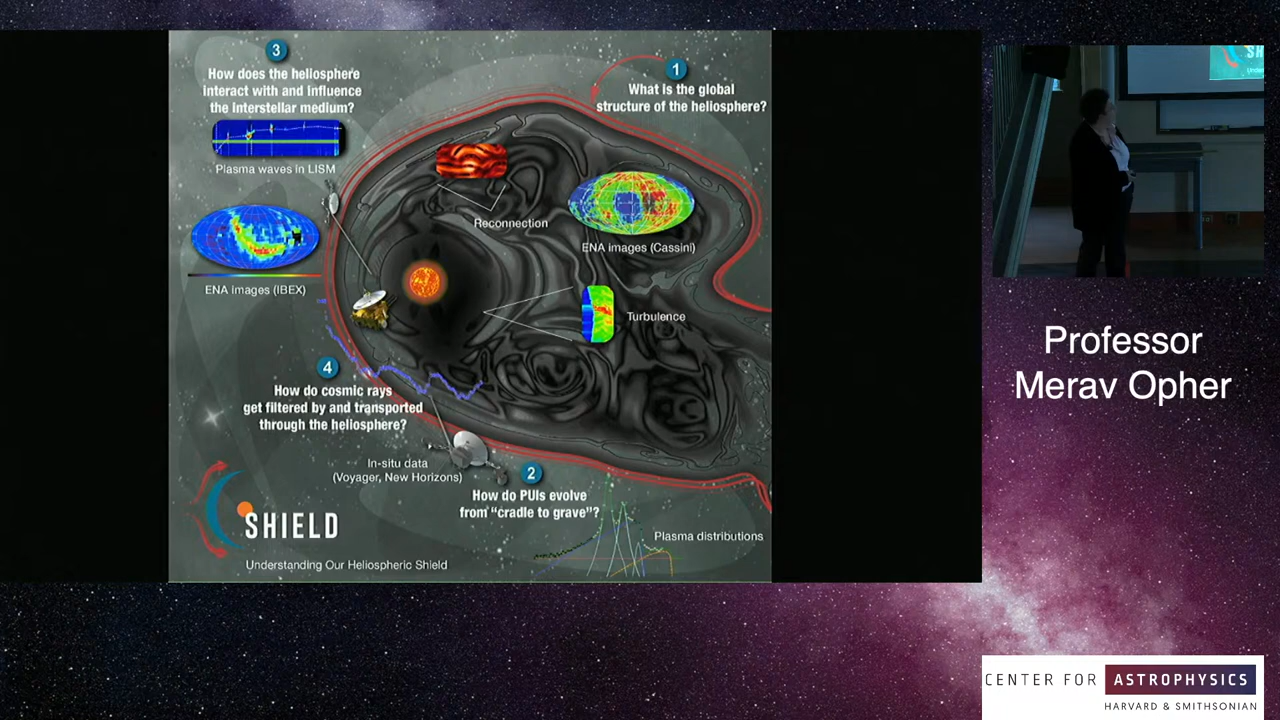 3
How does the heliosphere
interact with and influence
the interstellar medium?
Plasma waves in LISM
ENA images (IBEX)
1
What is the global
structure of the heliosphere?
Reconnection
ENA images (Cassini)
Turbulence
4
How do cosmic rays
get filtered by and transported
through the heliosphere?
In-situ data
(Voyager, New Horizons)
2
How do PUIs evolve
from “cradle to grave”?
Plasma distributions
SHIELD
Understanding Our Heliospheric Shield
Professor
Merav Opher
CENTER FOR ASTROPHYSICS
HARVARD & SMITHSONIAN